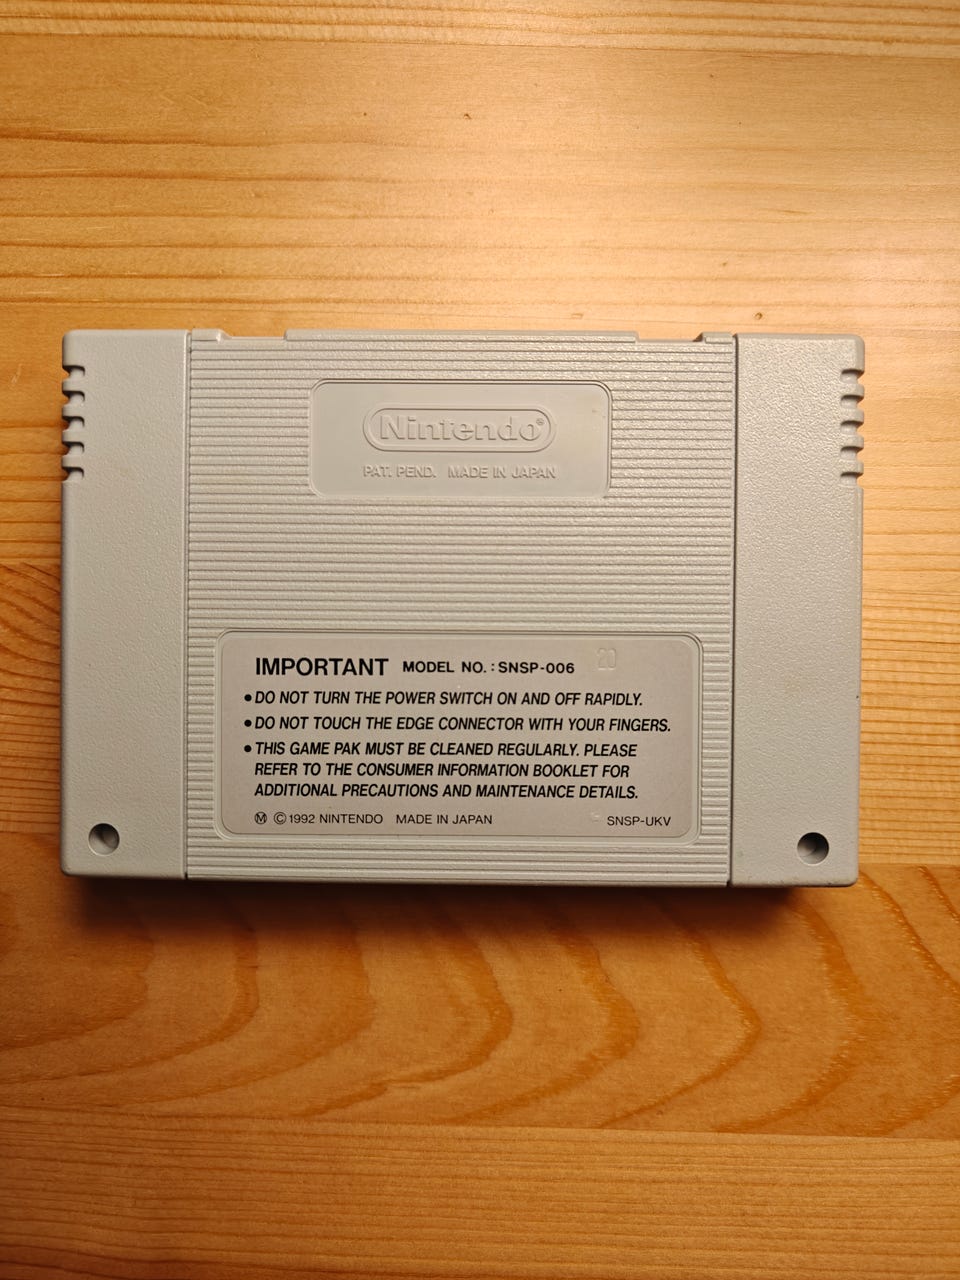 Nintendo®
PAT. PEND. MADE IN JAPAN
IMPORTANT MODEL NO. : SNSP-006 20
• DO NOT TURN THE POWER SWITCH ON AND OFF RAPIDLY.
• DO NOT TOUCH THE EDGE CONNECTOR WITH YOUR FINGERS.
• THIS GAME PAK MUST BE CLEANED REGULARLY. PLEASE
REFER TO THE CONSUMER INFORMATION BOOKLET FOR
ADDITIONAL PRECAUTIONS AND MAINTENANCE DETAILS.
Ⓜ ©1992 NINTENDO MADE IN JAPAN SNSP-UKV